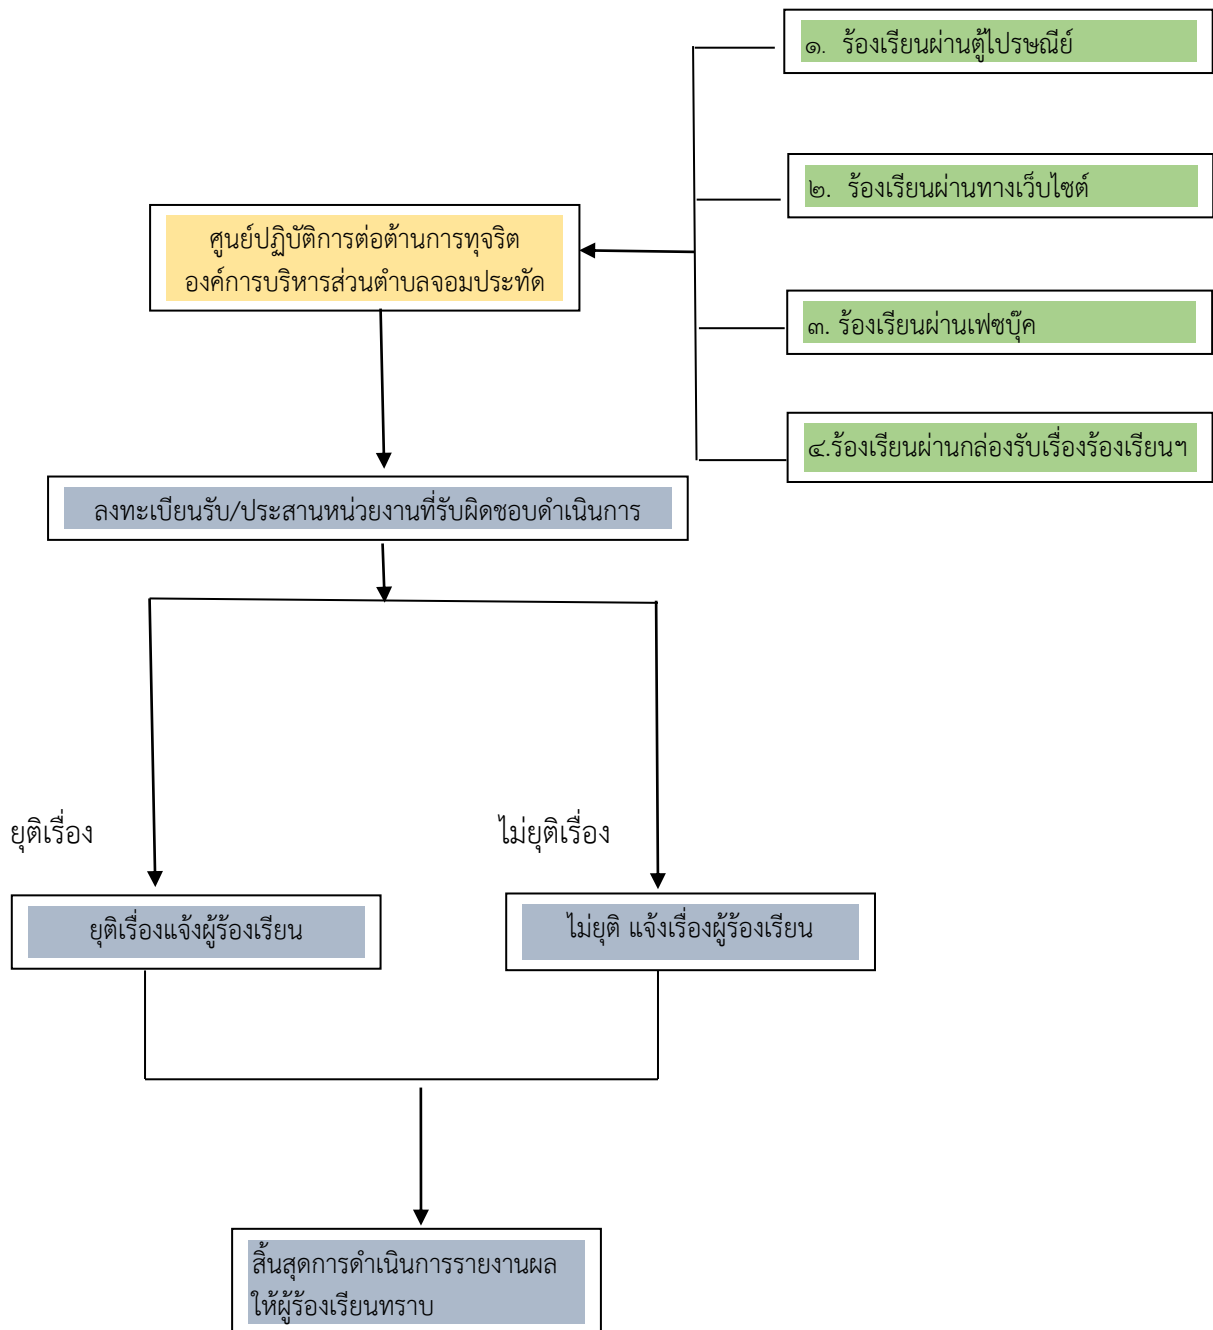 ๑. ร้องเรียนผ่านตู้ไปรษณีย์
๒. ร้องเรียนผ่านทางเว็บไซต์
ศูนย์ปฏิบัติการต่อต้านการทุจริต
องค์การบริหารส่วนตำบลจอมประทัด
๓. ร้องเรียนผ่านเฟซบุ๊ค
๔.ร้องเรียนผ่านกล่องรับเรื่องร้องเรียนฯ
ลงทะเบียนรับ/ประสานหน่วยงานที่รับผิดชอบดำเนินการ
ยุติเรื่อง
ไม่ยุติเรื่อง
ยุติเรื่องแจ้งผู้ร้องเรียน
ไม่ยุติ แจ้งเรื่องผู้ร้องเรียน
สิ้นสุดการดำเนินการรายงานผล
ให้ผู้ร้องเรียนทราบ